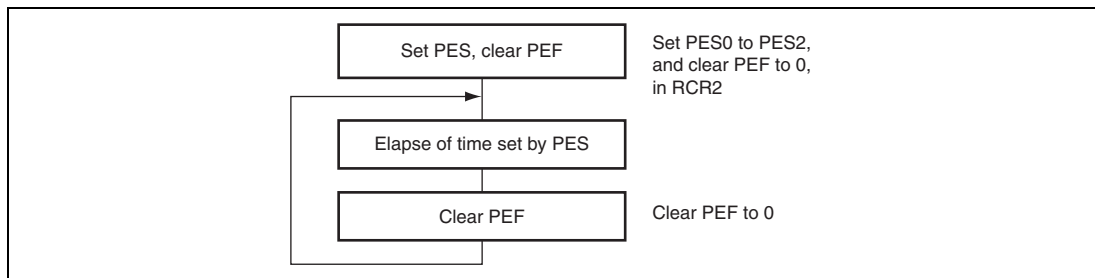 Set PES, clear PEF
Set PES0 to PES2,
and clear PEF to 0,
in RCR2
Elapse of time set by PES
Clear PEF
Clear PEF to 0